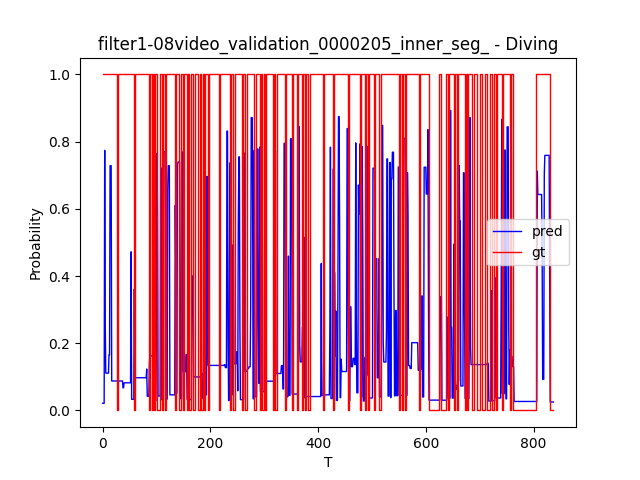 filter1-08video_validation_0000205_inner_seg_ - Diving
1.0
0.8
0.6
0.4
0.2
0.0
Probability
pred
gt
0
200
400
600
800
T